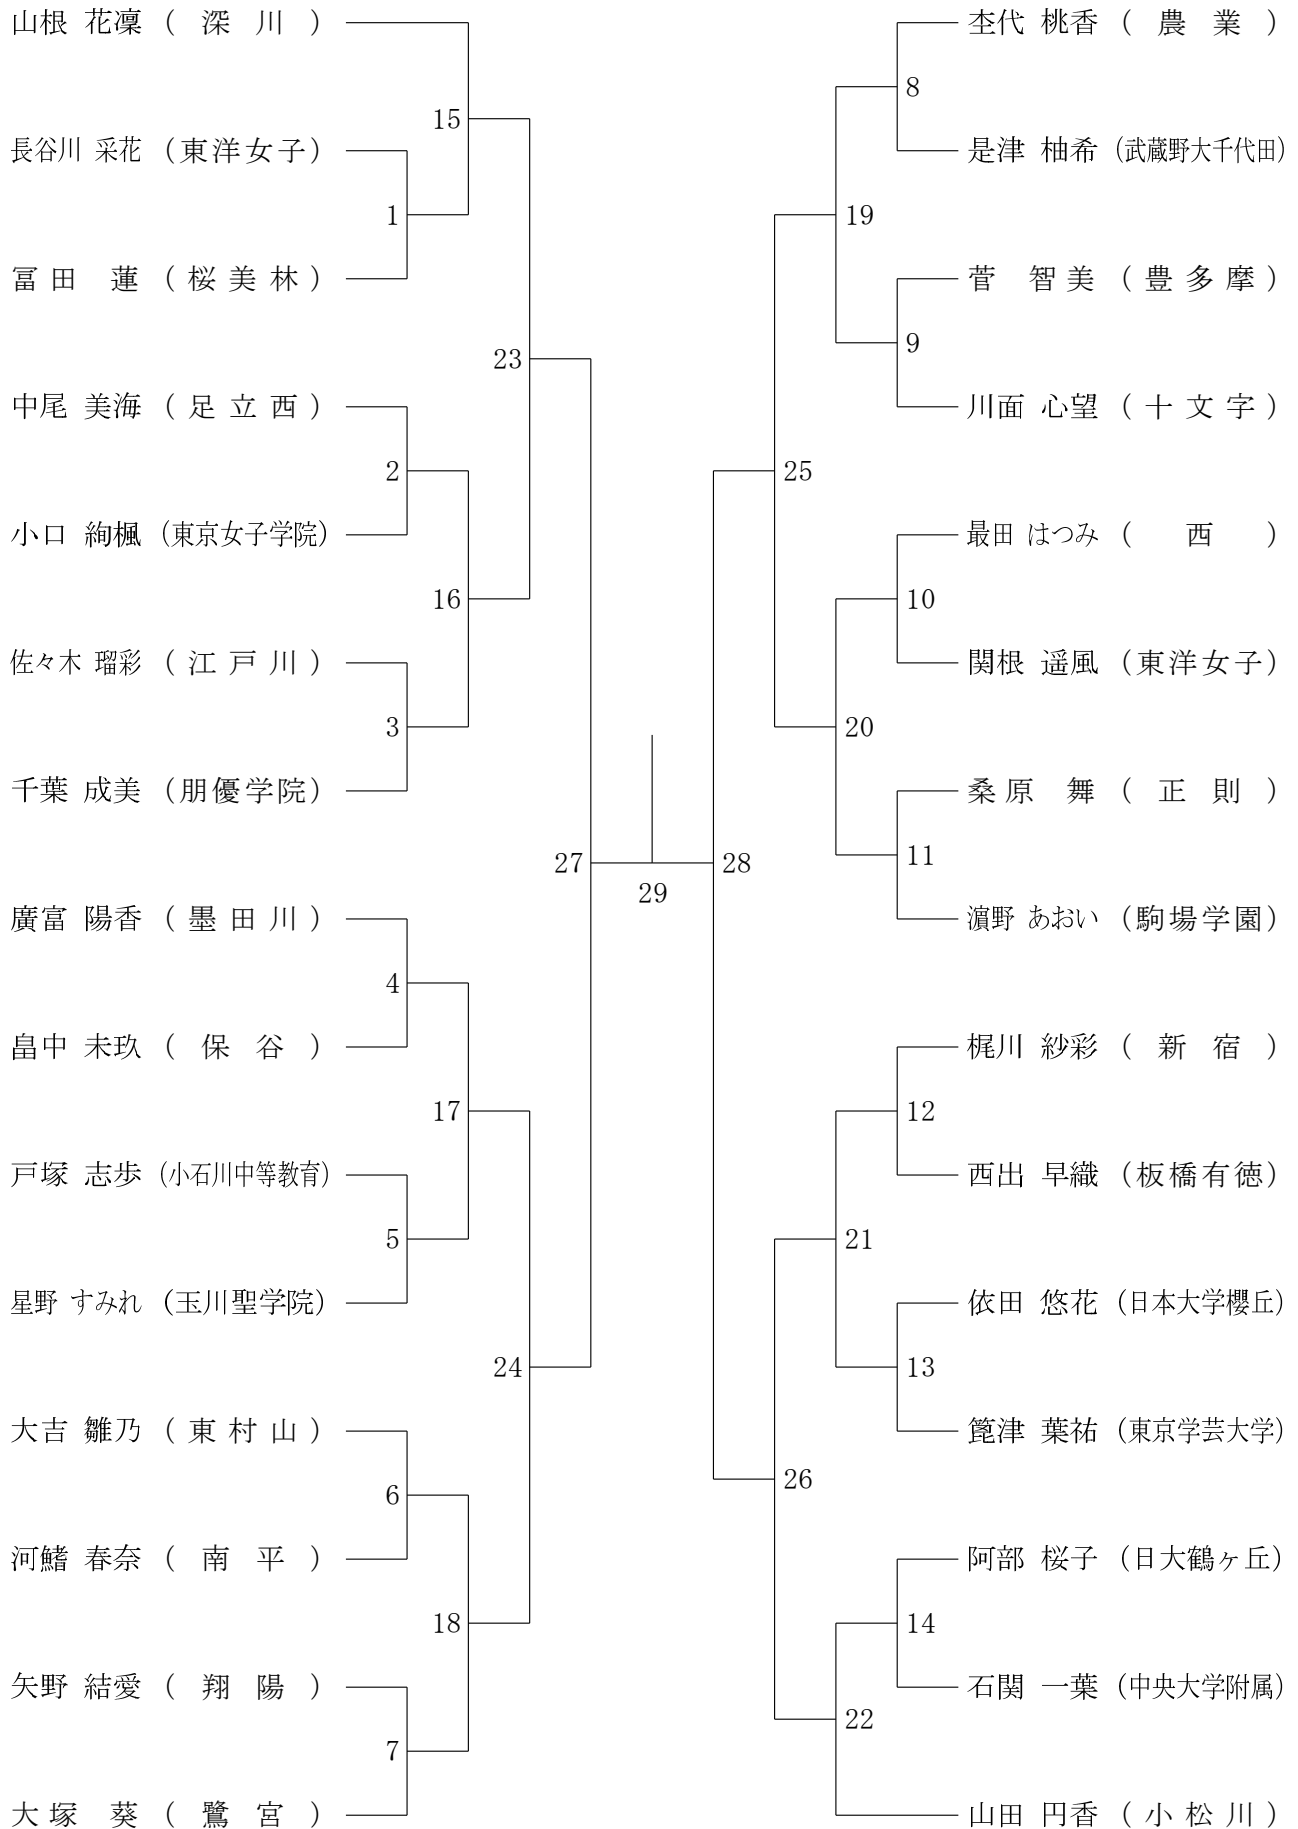 山根 花凜 ( 深 川 )
15
長谷川 采花 (東洋女子)
1
冨田 蓮 ( 桜 美 林 )
23
中尾 美海 ( 足 立 西 )
2
小口 絢楓 (東京女子学院)
16
佐々木 瑠彩 ( 江 戸 川 )
3
千葉 成美 (朋優学院)
27
廣富 陽香 ( 墨 田 川 )
4
畠中 未玖 ( 保 谷 )
17
戸塚 志歩 (小石川中等教育)
5
星野 すみれ (玉川聖学院)
24
大吉 雛乃 ( 東 村 山 )
6
河鰭 春奈 ( 南 平 )
18
矢野 結愛 ( 翔 陽 )
7
大塚 葵 ( 鷺 宮 )
29
杢代 桃香 ( 農 業 )
8
是津 柚希 (武蔵野大千代田)
19
菅 智美 ( 豊 多 摩 )
9
川面 心望 ( 十 文 字 )
25
最田 はつみ ( 西 )
10
関根 遥風 (東洋女子)
20
桑原 舞 ( 正 則 )
11
濵野 あおい (駒場学園)
28
梶川 紗彩 ( 新 宿 )
12
西出 早織 (板橋有徳)
21
依田 悠花 (日本大学櫻丘)
13
篦津 葉祐 (東京学芸大学)
26
阿部 桜子 (日大鶴ヶ丘)
14
石関 一葉 (中央大学附属)
22
山田 円香 ( 小 松 川 )